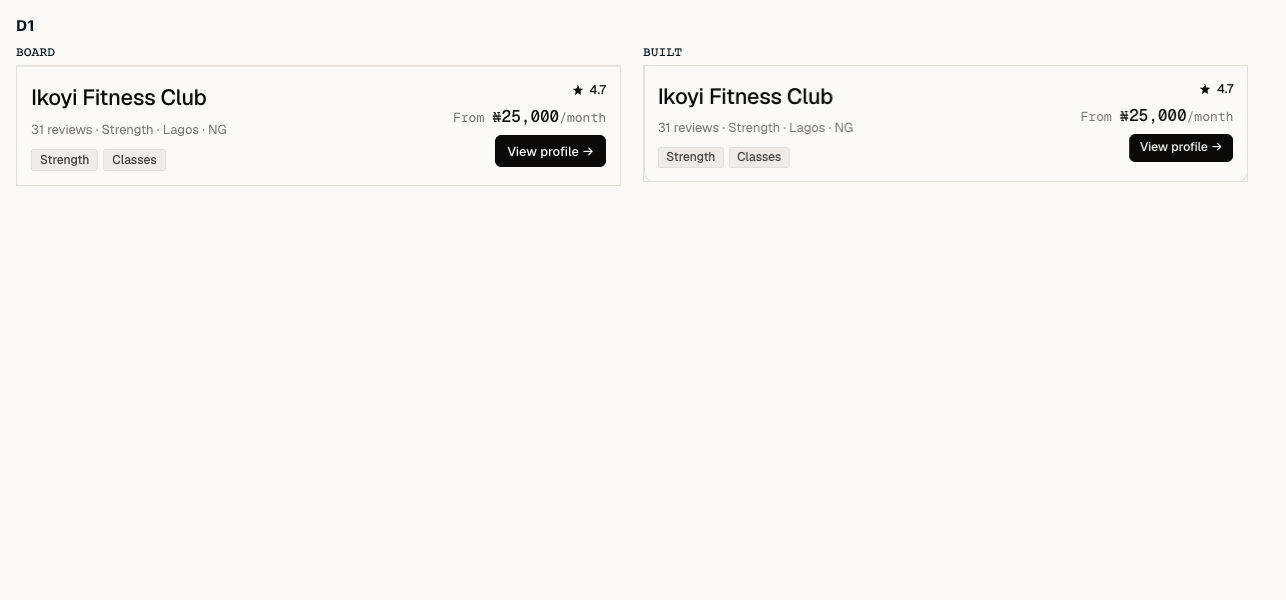 D1
BOARD
Ikoyi Fitness Club
★ 4.7
31 reviews · Strength · Lagos · NG
From ₦25,000/month
Strength Classes
View profile →
BUILT
Ikoyi Fitness Club
★ 4.7
31 reviews · Strength · Lagos · NG
From ₦25,000/month
Strength Classes
View profile →